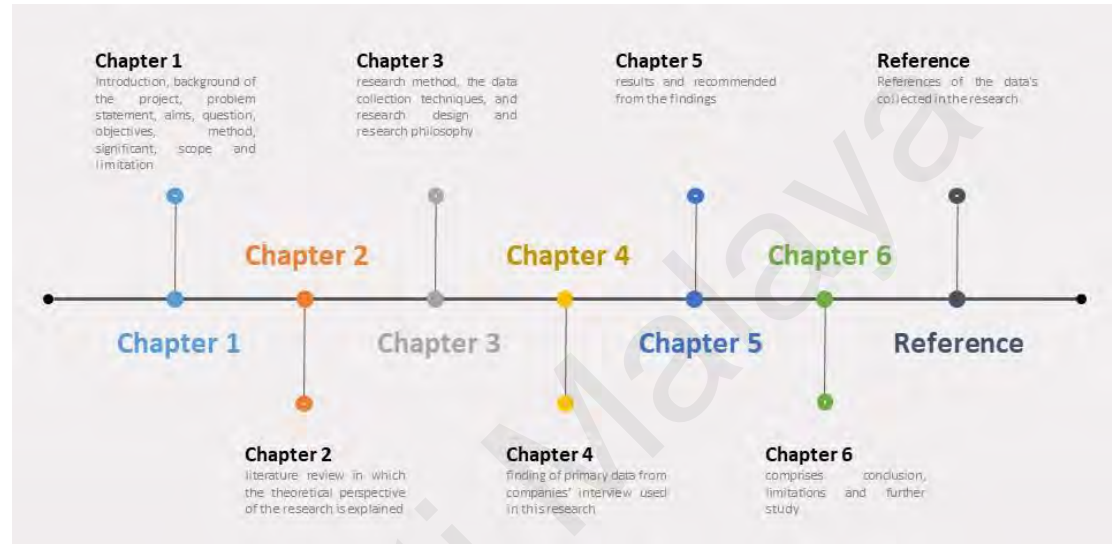 Chapter 1
Introduction, background of
the project, problem
statement, aims, question,
objectives, method,
significant, scope and
limitation
Chapter 3
research method, the data
collection techniques, and
research design and
research philosophy
Chapter 5
results and recommended
from the findings
Reference
References of the data's
collected in the research
Chapter 2
Chapter 4
Chapter 6
Chapter 1
Chapter 3
Chapter 5
Reference
Chapter 2
literature review in which
the theoretical perspective
of the research is explained
Chapter 4
finding of primary data from
companies' interview used
in this research
Chapter 6
comprises conclusion,
limitations and further
study
i Malaya